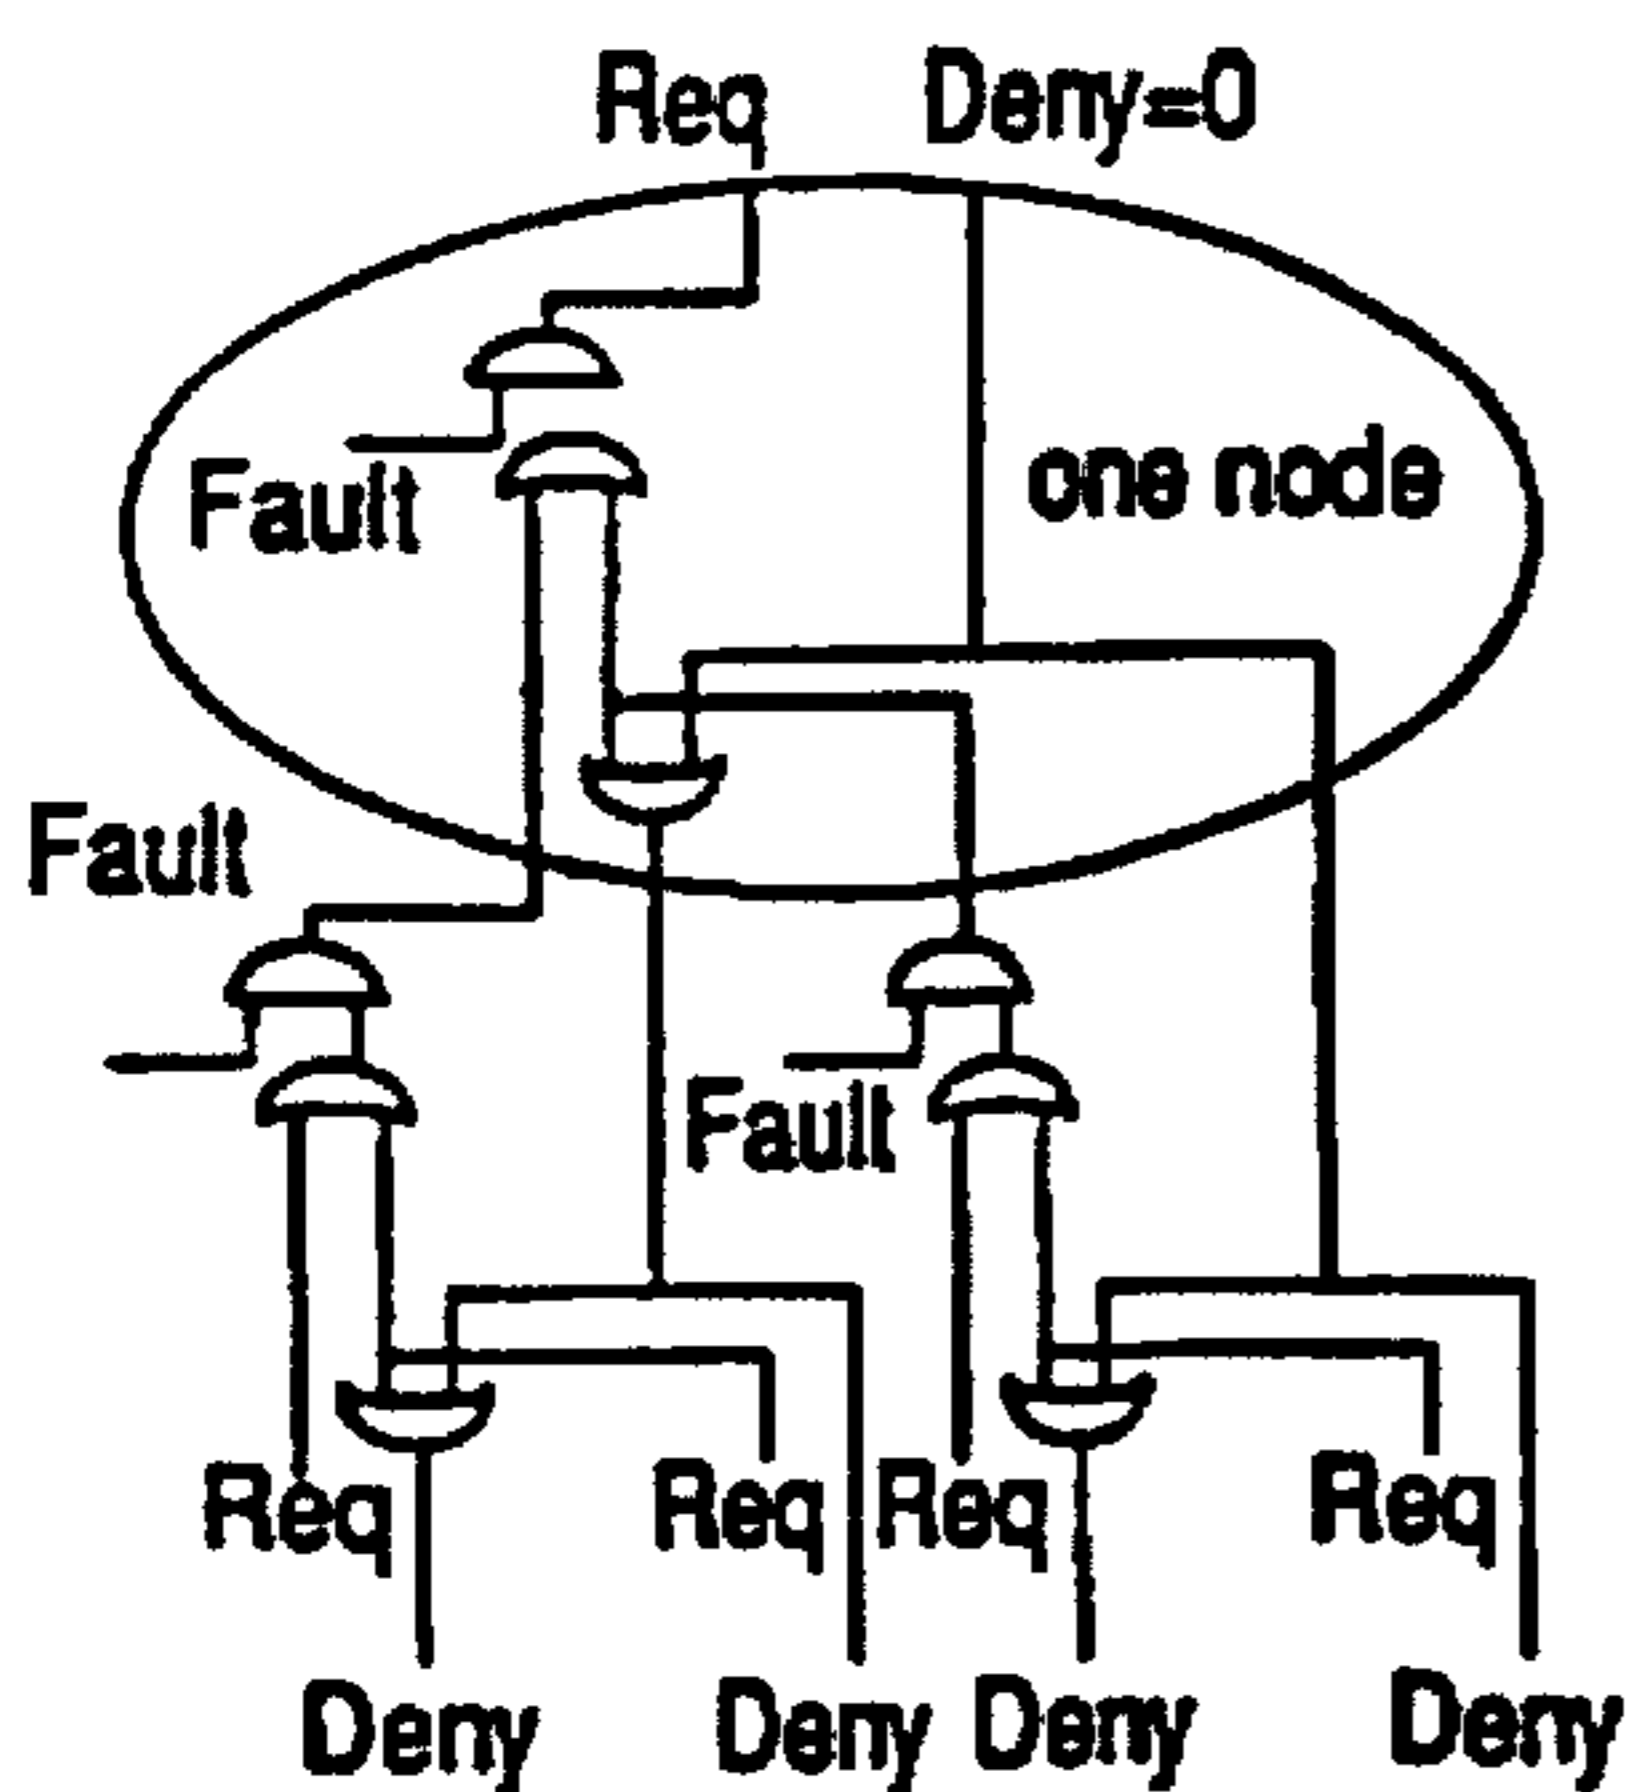 Req Deny=0
Fault one node
Fault
Fault
Req Req Req Req
Deny Deny Deny Deny